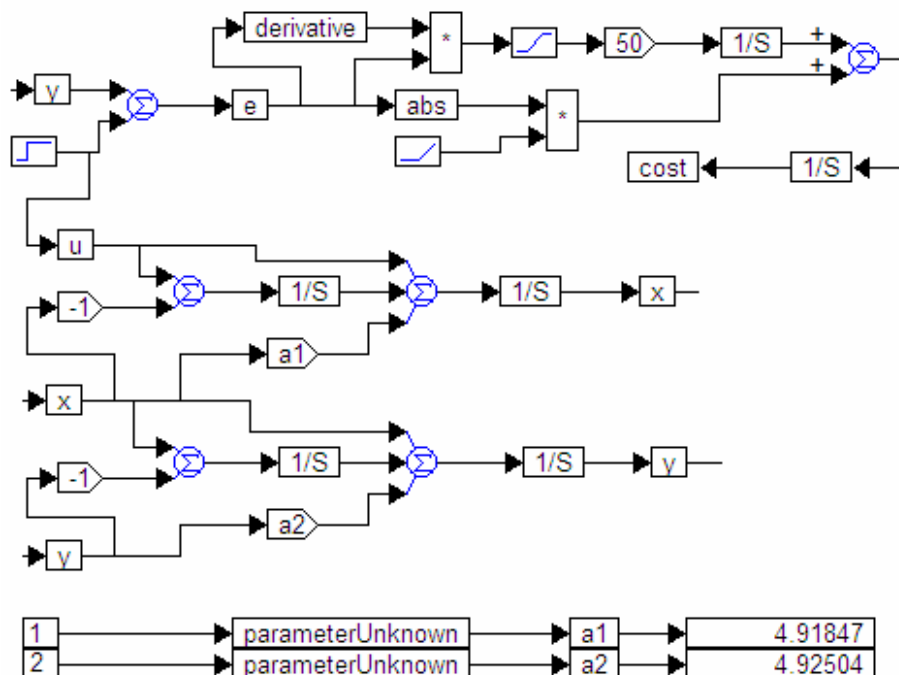 derivative
*
50
1/S
+
+
Σ
y
Σ
e
abs
*
cost
1/S
u
Σ
1/S
Σ
1/S
x
-1
a1
x
Σ
1/S
Σ
1/S
y
-1
a2
y
1 parameterUnknown a1 4.91847
2 parameterUnknown a2 4.92504